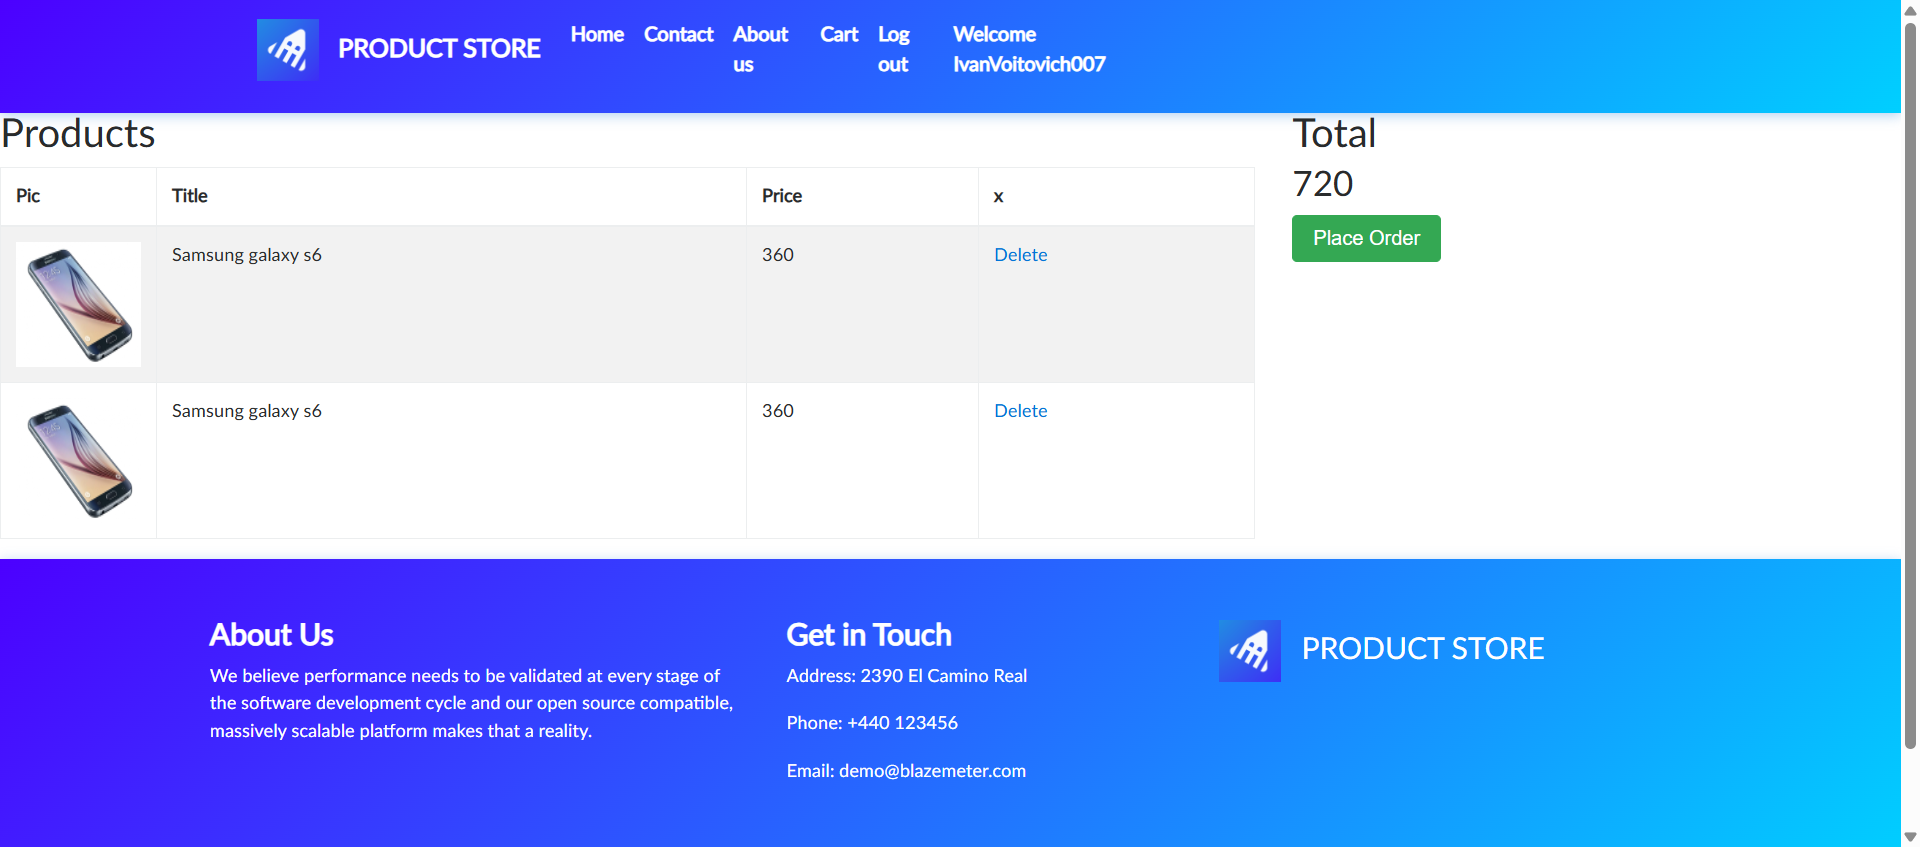 PRODUCT STORE
Home
Contact
About
us
Cart
Log
out
Welcome
IvanVoitovich007
Products
Pic
Title
Price
x
Samsung galaxy s6
360
Delete
Samsung galaxy s6
360
Delete
Total
720
Place Order
About Us
We believe performance needs to be validated at every stage of
the software development cycle and our open source compatible,
massively scalable platform makes that a reality.
Get in Touch
Address: 2390 El Camino Real
Phone: +440 123456
Email: demo@blazemeter.com
PRODUCT STORE